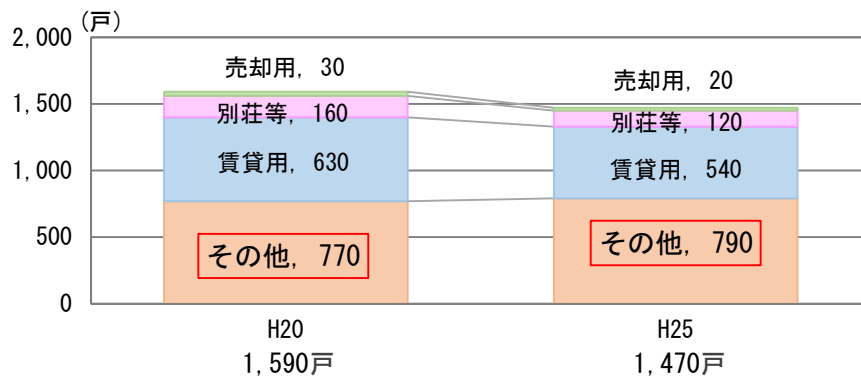 (戸)
2,000
1,500
1,000
500
0
売却用, 30
別荘等, 160
賃貸用, 630
その他, 770
売却用, 20
別荘等, 120
賃貸用, 540
その他, 790
H20
1,590戸
H25
1,470戸